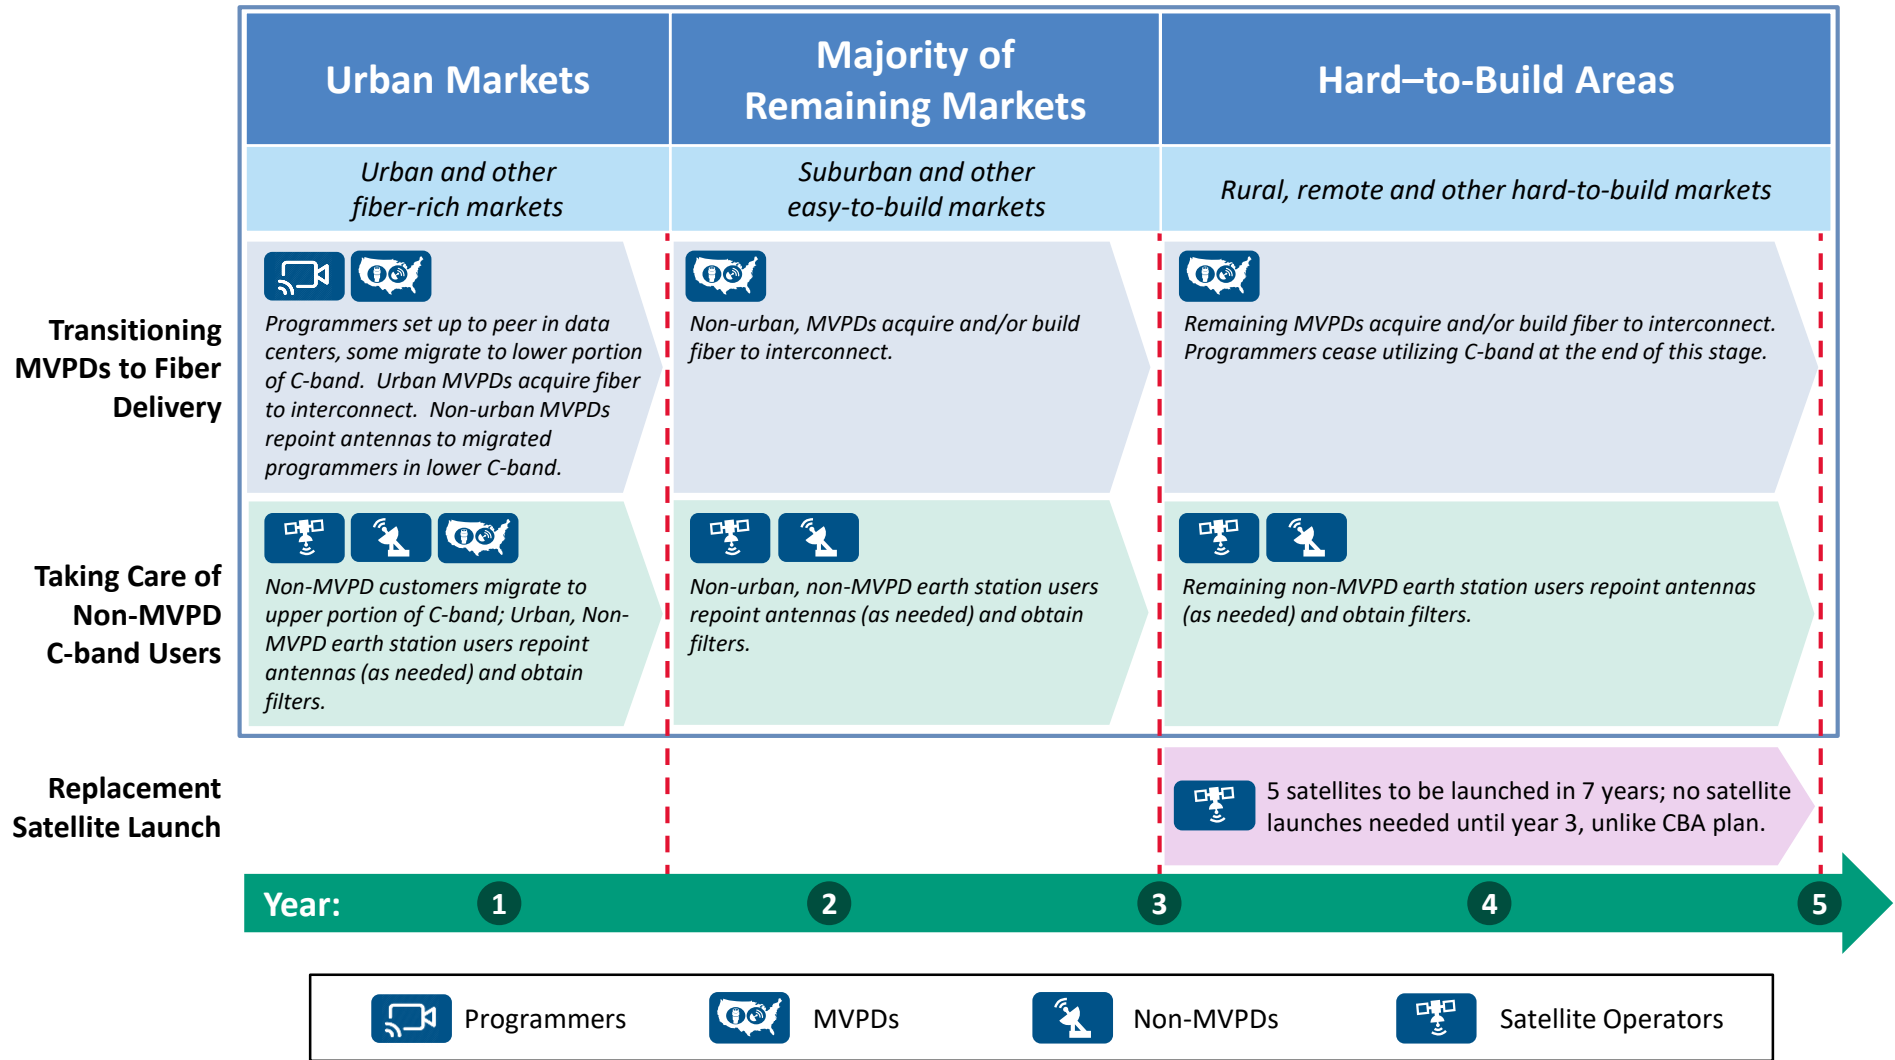 Urban Markets
Majority of
Remaining Markets
Hard–to-Build Areas
Urban and other
fiber-rich markets
Suburban and other
easy-to-build markets
Rural, remote and other hard-to-build markets
Transitioning
MVPDs to Fiber
Delivery
Programmers set up to peer in data
centers, some migrate to lower portion
of C-band.  Urban MVPDs acquire fiber
to interconnect.  Non-urban MVPDs
repoint antennas to migrated
programmers in lower C-band.
Non-urban, MVPDs acquire and/or build
fiber to interconnect.
Remaining MVPDs acquire and/or build fiber to interconnect.
Programmers cease utilizing C-band at the end of this stage.
Taking Care of
Non-MVPD
C-band Users
Non-MVPD customers migrate to
upper portion of C-band; Urban, Non-
MVPD earth station users repoint
antennas (as needed) and obtain
filters.
Non-urban, non-MVPD earth station users
repoint antennas (as needed) and obtain
filters.
Remaining non-MVPD earth station users repoint antennas
(as needed) and obtain filters.
Replacement
Satellite Launch
5 satellites to be launched in 7 years; no satellite
launches needed until year 3, unlike CBA plan.
Year: 1 2 3 4 5
Programmers MVPDs Non-MVPDs Satellite Operators